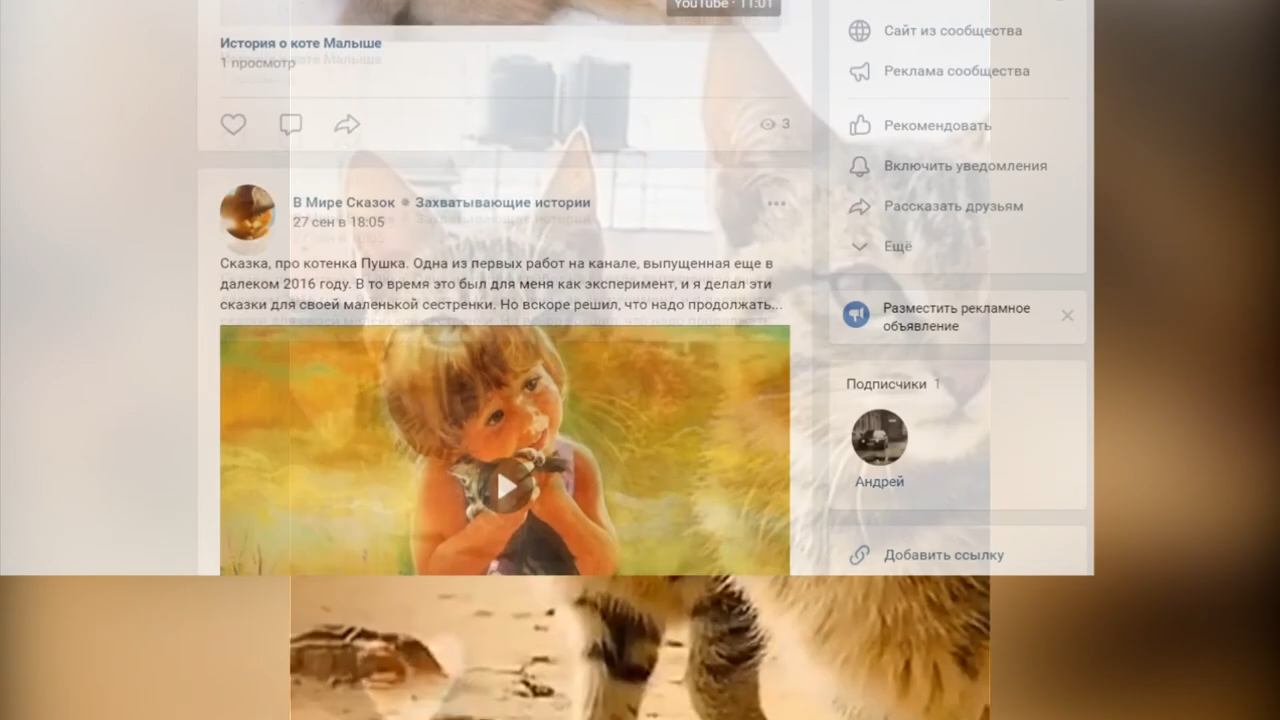 YouTube · 11:01
История о коте Малыше
1 просмотр
3
В Мире Сказок Захватывающие истории
27 сен в 18:05
Сказка, про котенка Пушка. Одна из первых работ на канале, выпущенная еще в
далеком 2016 году. В то время это был для меня как эксперимент, и я делал эти
сказки для своей маленькой сестренки. Но вскоре решил, что надо продолжать...
Сайт из сообщества
Реклама сообщества
Рекомендовать
Включить уведомления
Рассказать друзьям
Ещё
Разместить рекламное
объявление
Подписчики 1
Андрей
Добавить ссылку